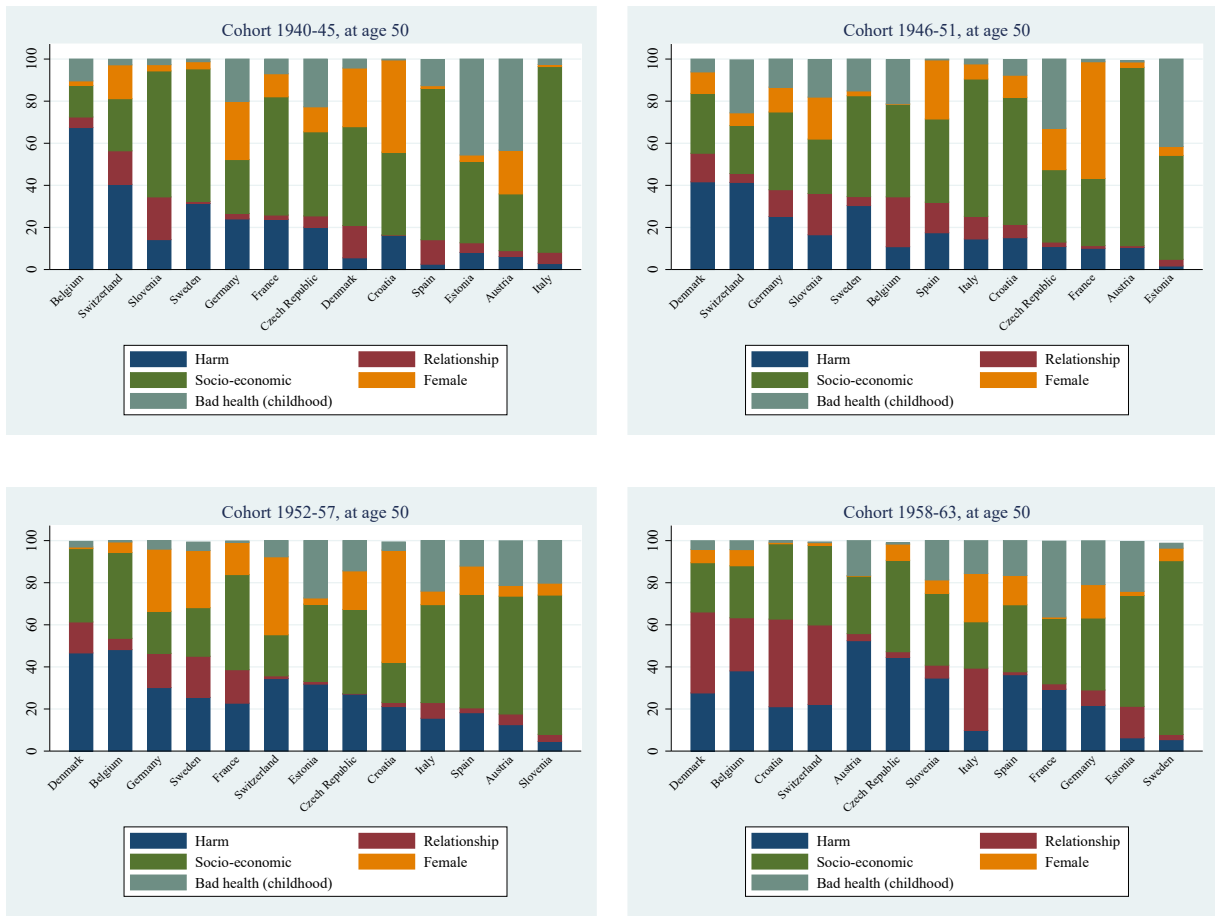 Cohort 1940-45, at age 50
100
80
60
40
20
0
Belgium
Switzerland
Slovenia
Sweden
Germany
France
Czech Republic
Denmark
Croatia
Spain
Estonia
Austria
Italy
Harm
Relationship
Socio-economic
Female
Bad health (childhood)
Cohort 1946-51, at age 50
100
80
60
40
20
0
Denmark
Switzerland
Germany
Slovenia
Sweden
Belgium
Spain
Italy
Croatia
Czech Republic
France
Austria
Estonia
Harm
Relationship
Socio-economic
Female
Bad health (childhood)
Cohort 1952-57, at age 50
100
80
60
40
20
0
Denmark
Belgium
Germany
Sweden
France
Switzerland
Estonia
Czech Republic
Croatia
Italy
Spain
Austria
Slovenia
Harm
Relationship
Socio-economic
Female
Bad health (childhood)
Cohort 1958-63, at age 50
100
80
60
40
20
0
Denmark
Belgium
Croatia
Switzerland
Austria
Czech Republic
Slovenia
Italy
Spain
France
Germany
Estonia
Sweden
Harm
Relationship
Socio-economic
Female
Bad health (childhood)